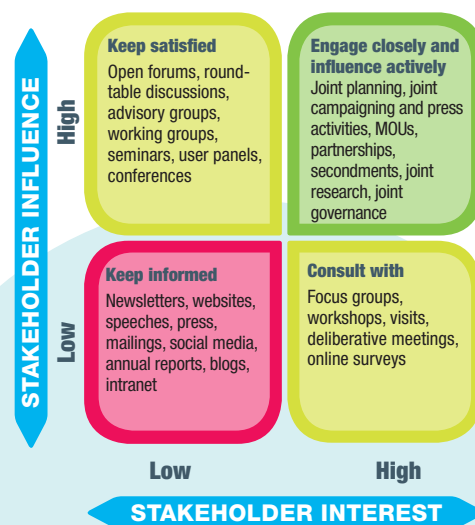 STAKEHOLDER INFLUENCE
High
Keep satisfied
Open forums, round-
table discussions,
advisory groups,
working groups,
seminars, user panels,
conferences
Engage closely and
influence actively
Joint planning, joint
campaigning and press
activities, MOUs,
partnerships,
secondments, joint
research, joint
governance
Low
Keep informed
Newsletters, websites,
speeches, press,
mailings, social media,
annual reports, blogs,
intranet
Consult with
Focus groups,
workshops, visits,
deliberative meetings,
online surveys
Low
High
STAKEHOLDER INTEREST